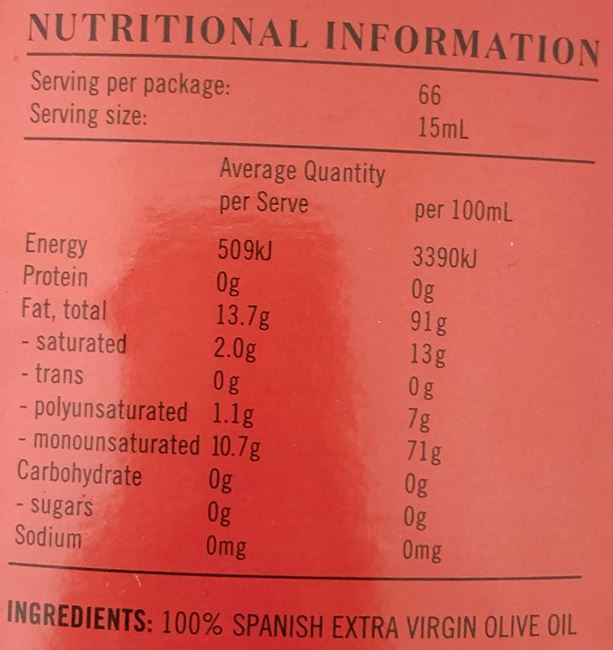 NUTRITIONAL INFORMATION
Serving per package: 66
Serving size: 15mL
Average Quantity
per Serve per 100mL
Energy 509kJ 3390kJ
Protein 0g 0g
Fat, total 13.7g 91g
- saturated 2.0g 13g
- trans 0g 0g
- polyunsaturated 1.1g 7g
- monounsaturated 10.7g 71g
Carbohydrate 0g 0g
- sugars 0g 0g
Sodium 0mg 0mg
INGREDIENTS: 100% SPANISH EXTRA VIRGIN OLIVE OIL